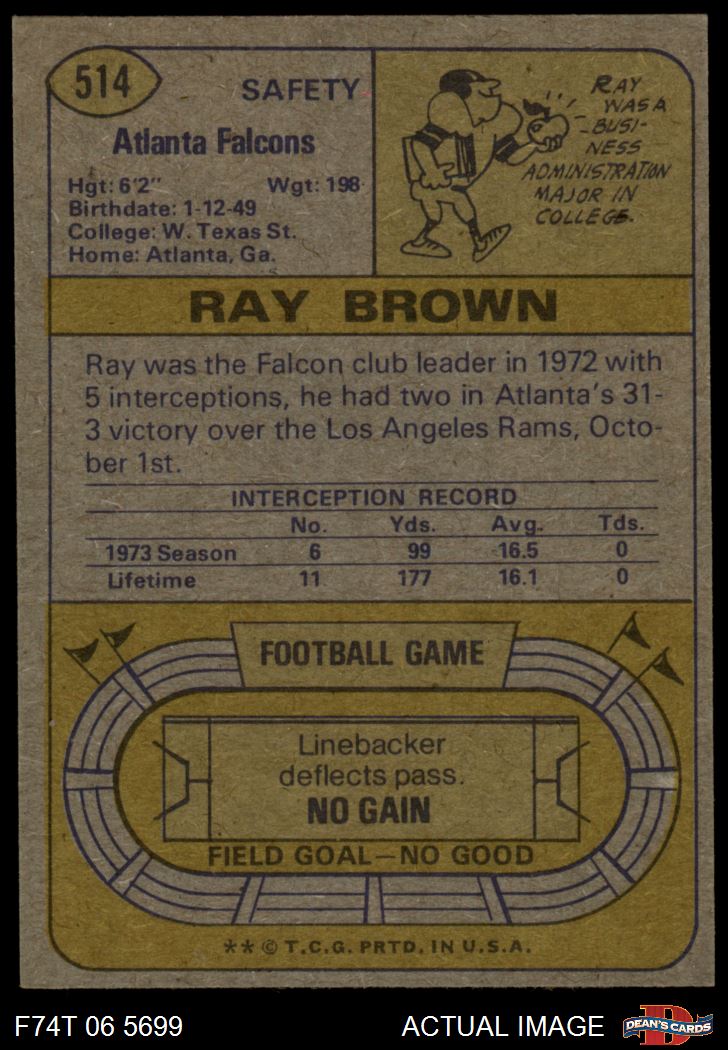 514
SAFETY
Atlanta Falcons
Hgt: 6'2" Wgt: 198
Birthdate: 1-12-49
College: W. Texas St.
Home: Atlanta, Ga.
RAY
WAS A
BUSI-
NESS
ADMINISTRATION
MAJOR IN
COLLEGE.
RAY BROWN
Ray was the Falcon club leader in 1972 with
5 interceptions, he had two in Atlanta's 31-
3 victory over the Los Angeles Rams, Octo-
ber 1st.
INTERCEPTION RECORD
No. Yds. Avg. Tds.
1973 Season 6 99 16.5 0
Lifetime 11 177 16.1 0
FOOTBALL GAME
Linebacker
deflects pass.
NO GAIN
FIELD GOAL—NO GOOD
** © T.C.G. PRTD. IN U.S.A.
F74T 06 5699 ACTUAL IMAGE D DEAN'S CARDS